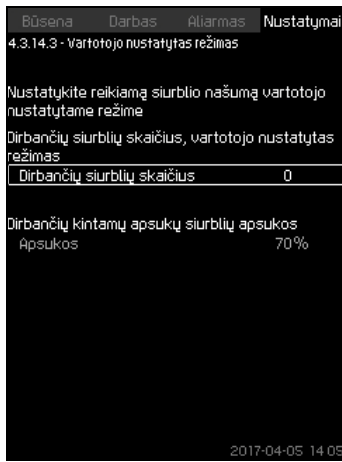 Būsena Darbas Aliarmas Nustatymai
4.3.14.3 - Vartotojo nustatytas režimas
Nustatykite reikiamą siurblio našumą vartotojo
nustatytame režime
Dirbančių siurblių skaičius, vartotojo nustatytas
režimas
Dirbančių siurblių skaičius 0
Dirbančių kintamų apsukų siurblių apsukos
Apsukos 70%
2017-04-05 14:05